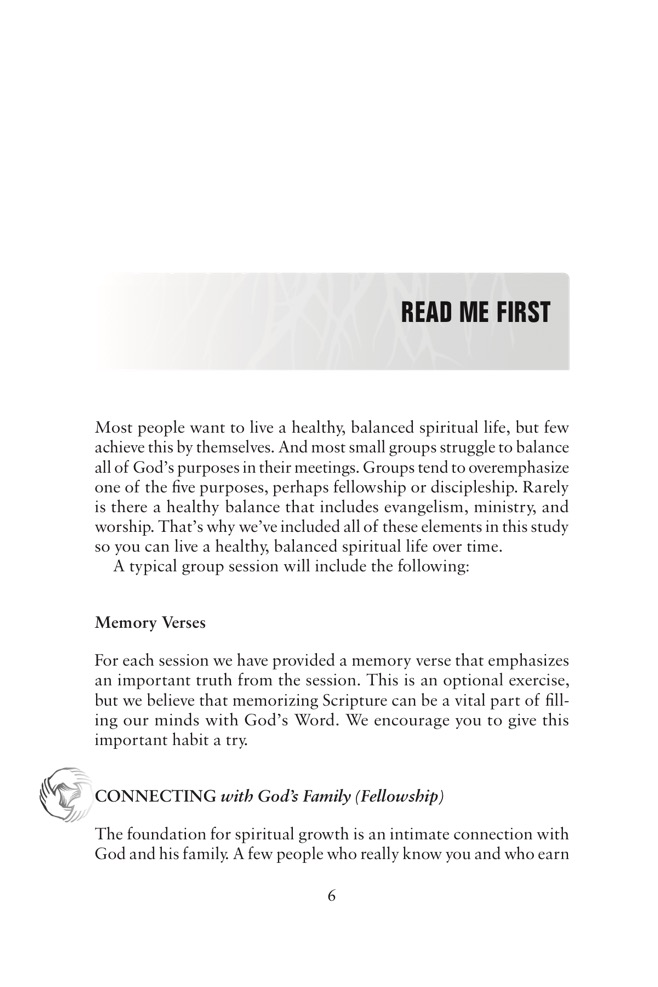 READ ME FIRST
Most people want to live a healthy, balanced spiritual life, but few
achieve this by themselves. And most small groups struggle to balance
all of God’s purposes in their meetings. Groups tend to overemphasize
one of the five purposes, perhaps fellowship or discipleship. Rarely
is there a healthy balance that includes evangelism, ministry, and
worship. That’s why we’ve included all of these elements in this study
so you can live a healthy, balanced spiritual life over time.
A typical group session will include the following:
Memory Verses
For each session we have provided a memory verse that emphasizes
an important truth from the session. This is an optional exercise,
but we believe that memorizing Scripture can be a vital part of fill-
ing our minds with God’s Word. We encourage you to give this
important habit a try.
CONNECTING with God’s Family (Fellowship)
The foundation for spiritual growth is an intimate connection with
God and his family. A few people who really know you and who earn
6